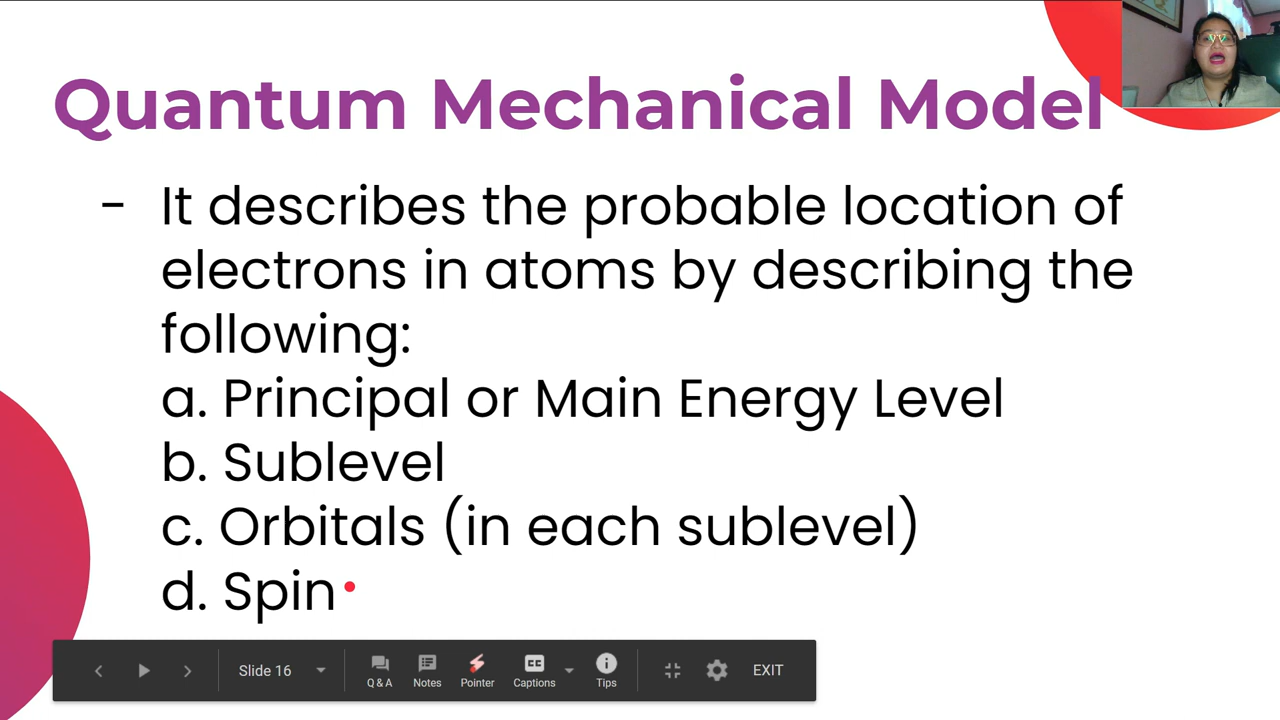 Quantum Mechanical Model
- It describes the probable location of
electrons in atoms by describing the
following:
a. Principal or Main Energy Level
b. Sublevel
c. Orbitals (in each sublevel)
d. Spin
Slide 16
Q & A
Notes
Pointer
CC
Captions
Tips
EXIT